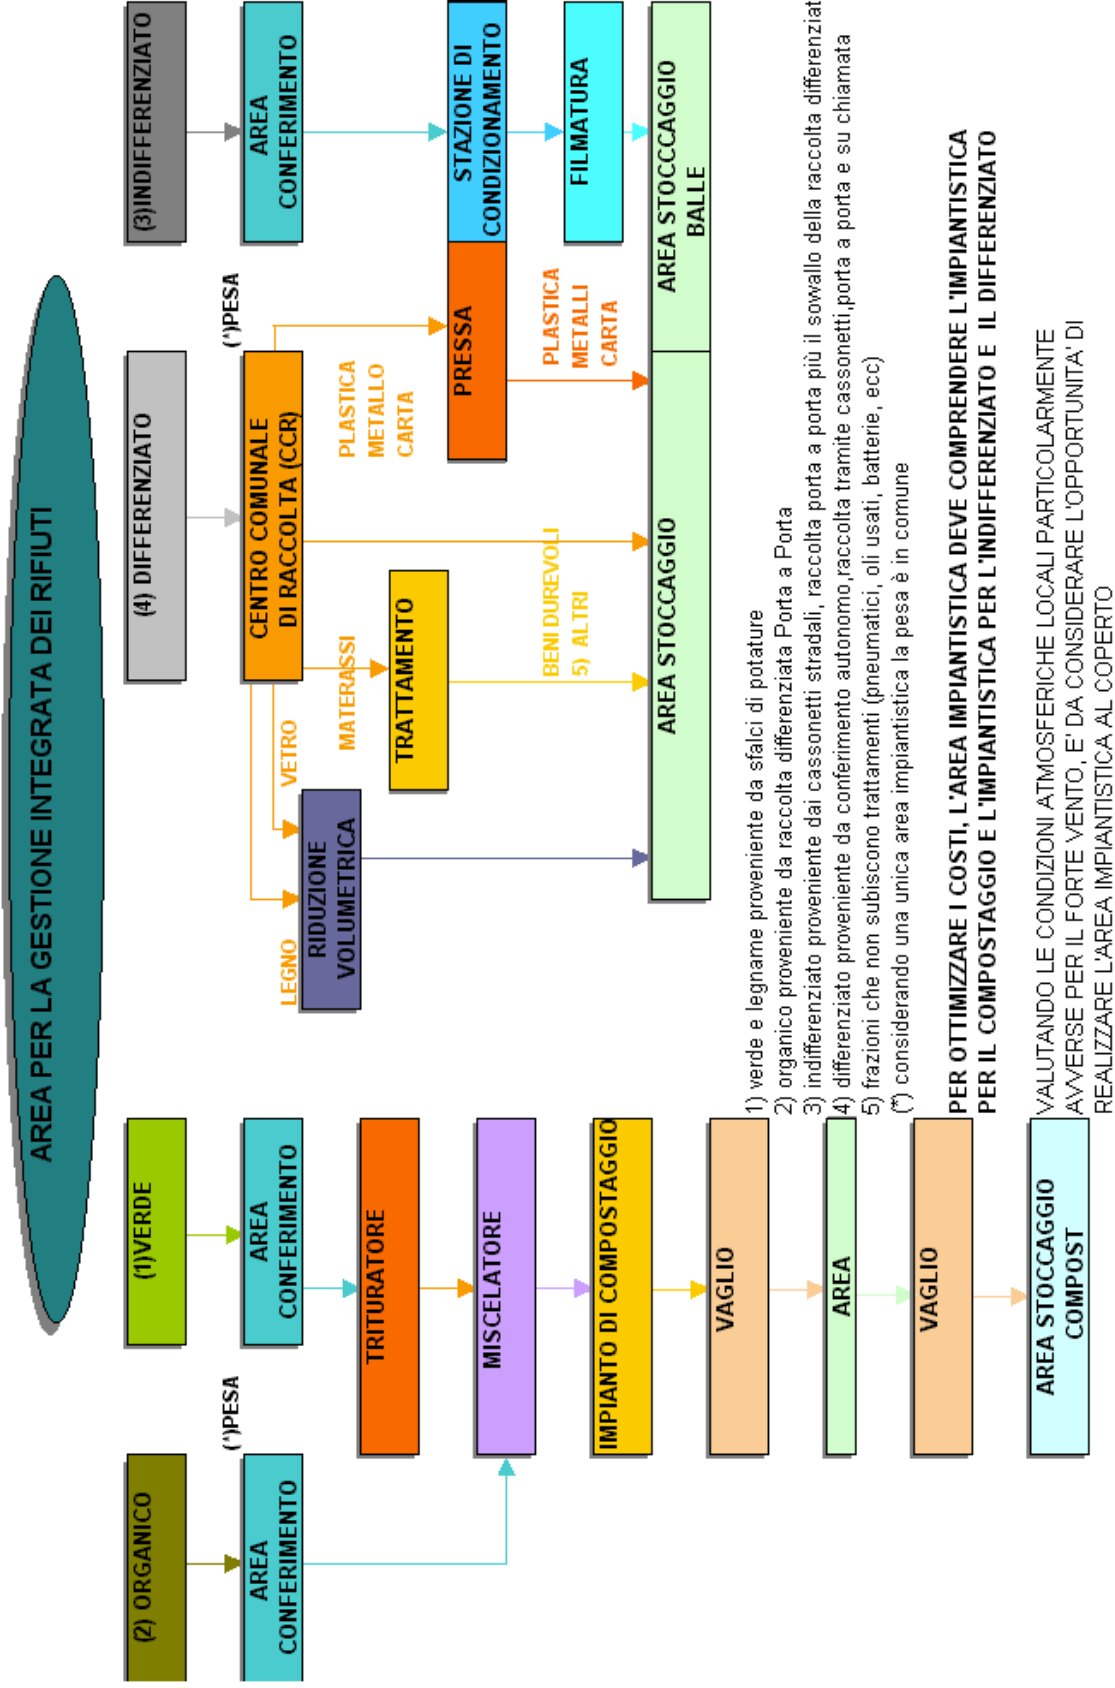 AREA PER LA GESTIONE INTEGRATA DEI RIFIUTI
(2) ORGANICO
(1)VERDE
(4) DIFFERENZIATO
(3)INDIFFERENZIATO
(*)PESA
(*)PESA
AREA
CONFERIMENTO
AREA
CONFERIMENTO
CENTRO COMUNALE
DI RACCOLTA (CCR)
AREA
CONFERIMENTO
LEGNO
VETRO
MATERASSI
PLASTICA
METALLO
CARTA
TRITURATORE
RIDUZIONE
VOLUMETRICA
TRATTAMENTO
MISCELATORE
PRESSA
STAZIONE DI
CONDIZIONAMENTO
BENI DUREVOLI
5) ALTRI
PLASTICA
METALLI
CARTA
IMPIANTO DI COMPOSTAGGIO
FILMATURA
AREA STOCCAGGIO
AREA STOCCCAGGIO
BALLE
VAGLIO
AREA
VAGLIO
AREA STOCCAGGIO
COMPOST
1) verde e legname proveniente da sfalci di potature
2) organico proveniente da raccolta differenziata Porta a Porta
3) indifferenziato proveniente dai cassonetti stradali, raccolta porta a porta più il sowallo della raccolta differenziat
4) differenziato proveniente da conferimento autonomo,raccolta tramite cassonetti,porta a porta e su chiamata
5) frazioni che non subiscono trattamenti (pneumatici, oli usati, batterie, ecc)
(*) considerando una unica area impiantistica la pesa è in comune
PER OTTIMIZZARE I COSTI, L'AREA IMPIANTISTICA DEVE COMPRENDERE L'IMPIANTISTICA
PER IL COMPOSTAGGIO E L'IMPIANTISTICA PER L'INDIFFERENZIATO E IL DIFFERENZIATO
VALUTANDO LE CONDIZIONI ATMOSFERICHE LOCALI PARTICOLARMENTE
AVVERSE PER IL FORTE VENTO, E' DA CONSIDERARE L'OPPORTUNITA' DI
REALIZZARE L'AREA IMPIANTISTICA AL COPERTO